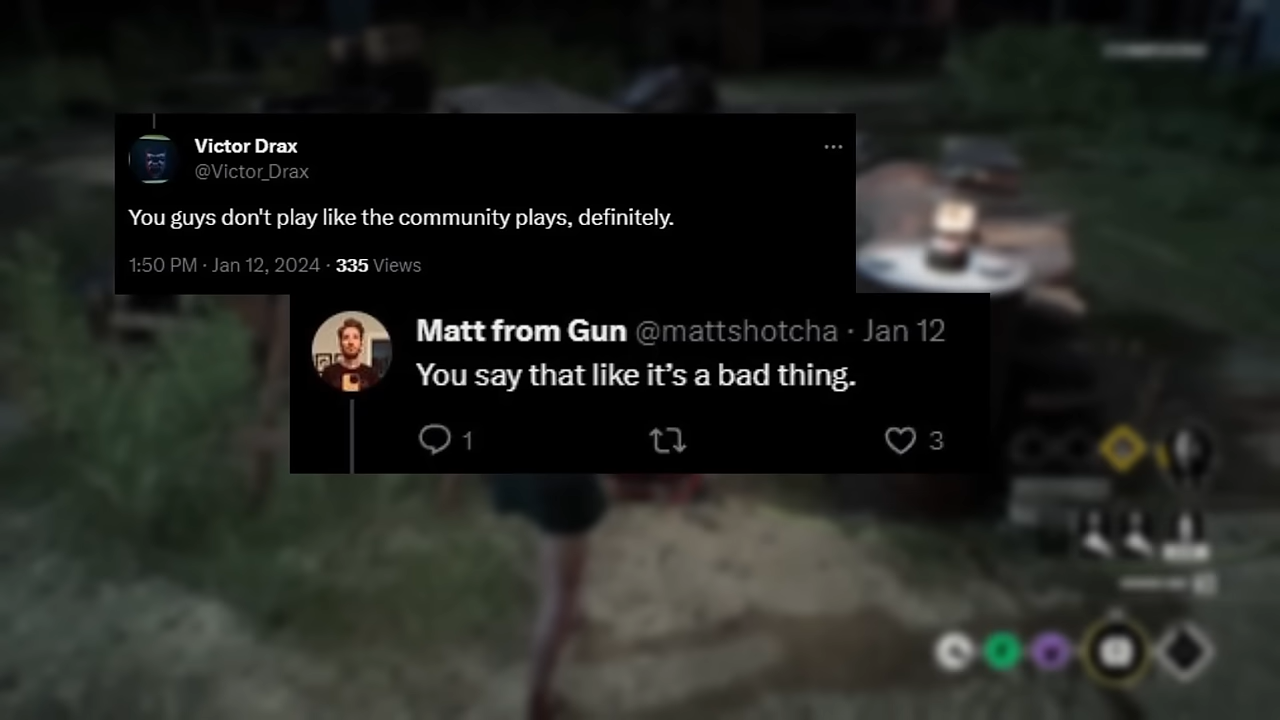 Victor Drax
@Victor_Drax
You guys don't play like the community plays, definitely.
1:50 PM · Jan 12, 2024 · 335 Views
Matt from Gun @mattshotcha · Jan 12
You say that like it’s a bad thing.
1 3